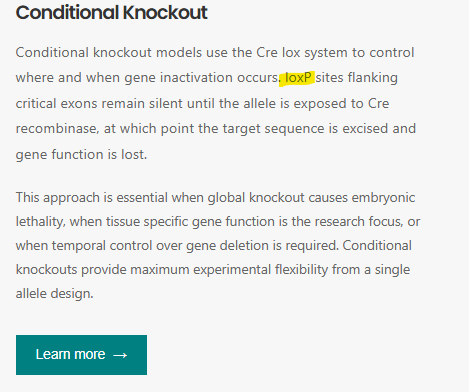 Conditional Knockout
Conditional knockout models use the Cre lox system to control
where and when gene inactivation occurs. loxP sites flanking
critical exons remain silent until the allele is exposed to Cre
recombinase, at which point the target sequence is excised and
gene function is lost.
This approach is essential when global knockout causes embryonic
lethality, when tissue specific gene function is the research focus, or
when temporal control over gene deletion is required. Conditional
knockouts provide maximum experimental flexibility from a single
allele design.
Learn more →